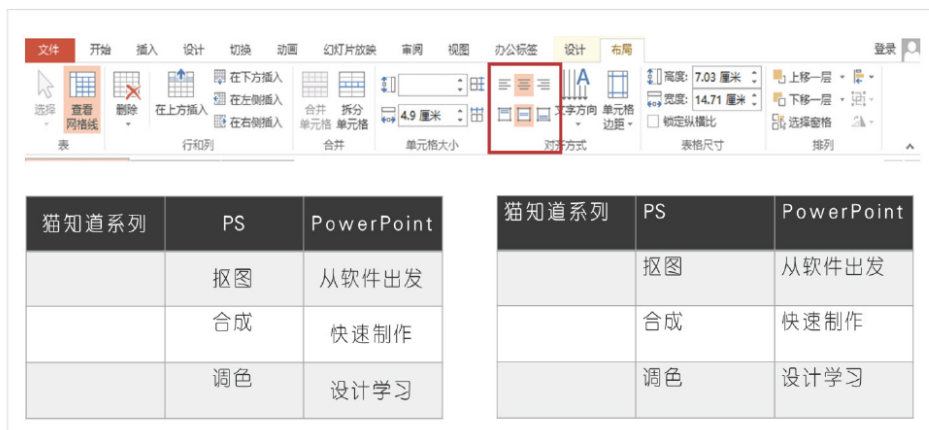 文件 开始 插入 设计 切换 动画 幻灯片放映 审阅 视图 办公标签 设计 布局 登录
选择 查看网格线 删除 在上方插入 在下方插入 在左侧插入 在右侧插入 合并单元格 拆分单元格 4.9 厘米 文字方向 单元格边距 高度: 7.03 厘米 宽度: 14.71 厘米 锁定纵横比 上移一层 下移一层 选择窗格
表 行和列 合并 单元格大小 对齐方式 表格尺寸 排列
猫知道系列 PS PowerPoint
抠图 从软件出发
合成 快速制作
调色 设计学习
猫知道系列 PS PowerPoint
抠图 从软件出发
合成 快速制作
调色 设计学习